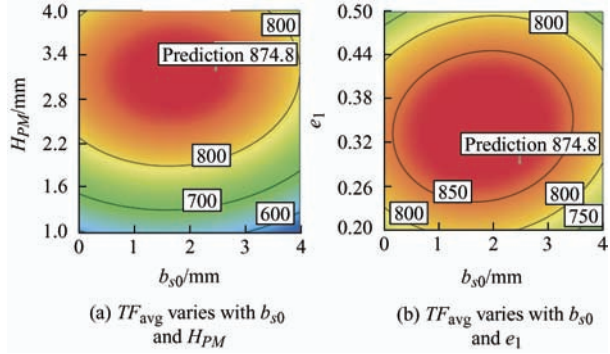 4.0
3.4
2.8
2.2
1.6
1.0
H_PM/mm
800
Prediction 874.8
800
700
600
0 1 2 3 4
b_s0/mm
(a) TF_avg varies with b_s0
and H_PM
0.50
0.44
0.38
0.32
0.26
0.20
e_1
800
Prediction 874.8
850
800
800
750
0 1 2 3 4
b_s0/mm
(b) TF_avg varies with b_s0
and e_1